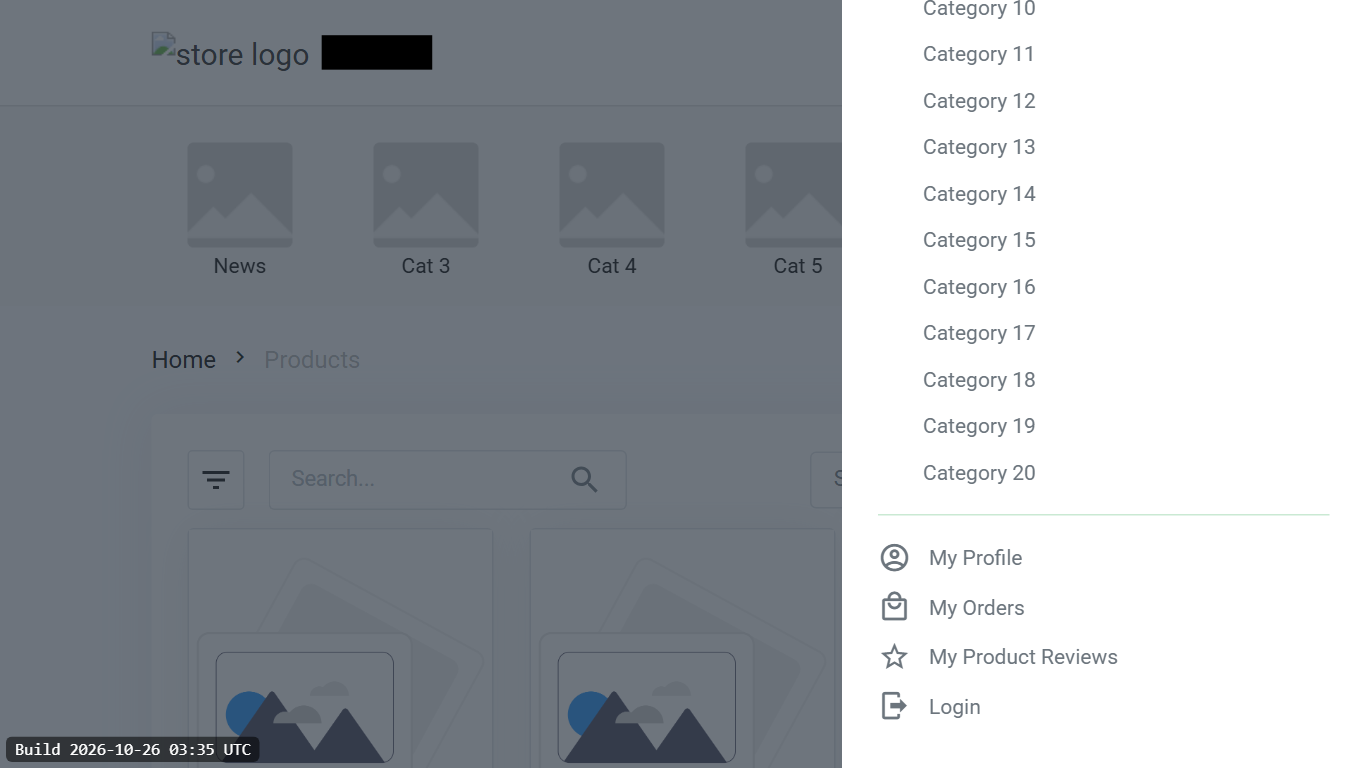 store logo
News
Cat 3
Cat 4
Cat 5
Home
Products
Search...
Category 10
Category 11
Category 12
Category 13
Category 14
Category 15
Category 16
Category 17
Category 18
Category 19
Category 20
My Profile
My Orders
My Product Reviews
Login
Build 2026-10-26 03:35 UTC